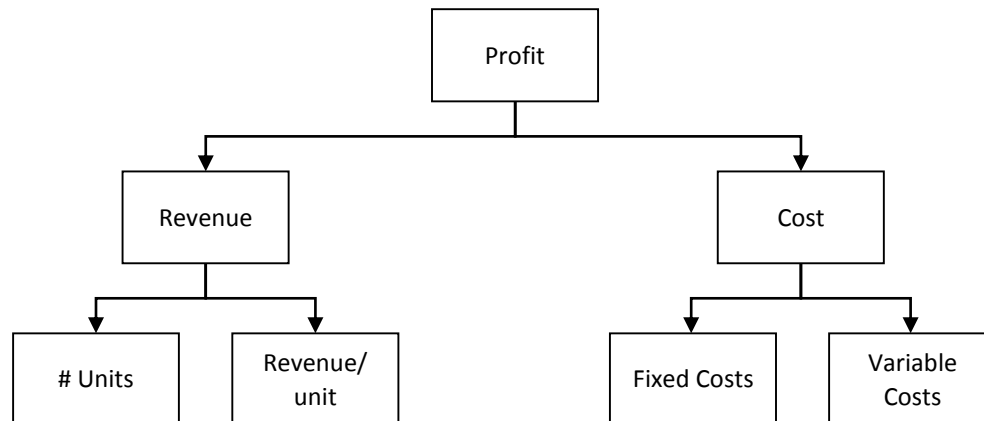 Profit
Revenue
Cost
# Units
Revenue/
unit
Fixed Costs
Variable
Costs